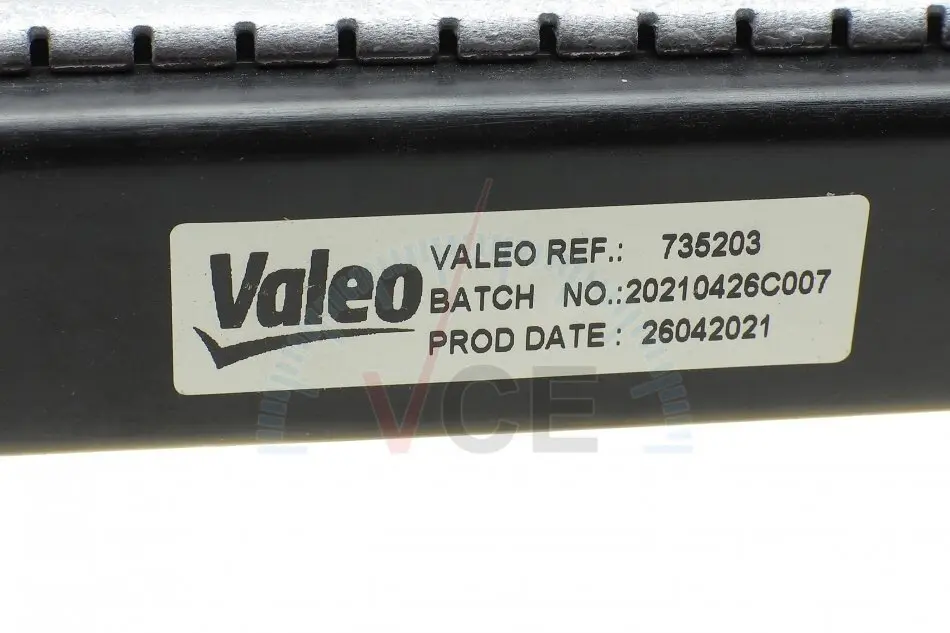 Valeo
VALEO REF.: 735203
BATCH NO.:20210426C007
PROD DATE : 26042021
VCE